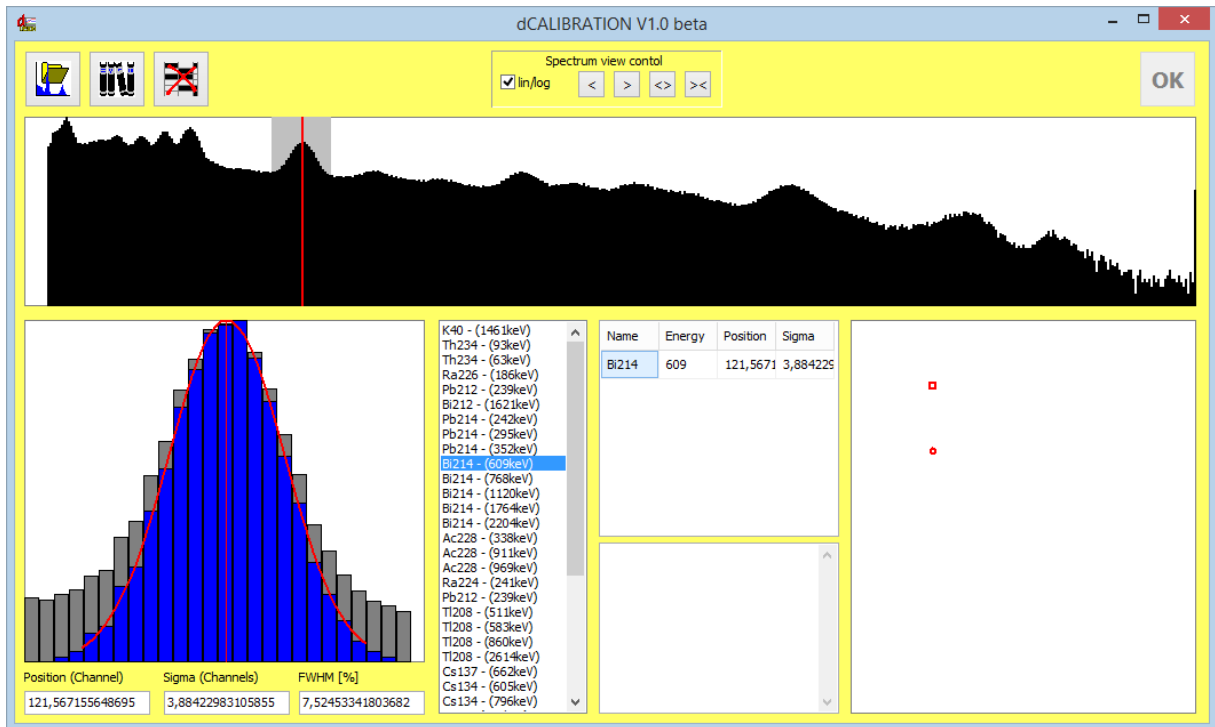 dCALIBRATION V1.0 beta
Spectrum view contol
lin/log
< > <> ><
OK
K40 - (1461keV)
Th234 - (93keV)
Th234 - (63keV)
Ra226 - (186keV)
Pb212 - (239keV)
Bi212 - (1621keV)
Pb214 - (242keV)
Pb214 - (295keV)
Pb214 - (352keV)
Bi214 - (609keV)
Bi214 - (768keV)
Bi214 - (1120keV)
Bi214 - (1764keV)
Bi214 - (2204keV)
Ac228 - (338keV)
Ac228 - (911keV)
Ac228 - (969keV)
Ra224 - (241keV)
Pb212 - (239keV)
Tl208 - (511keV)
Tl208 - (583keV)
Tl208 - (860keV)
Tl208 - (2614keV)
Cs137 - (662keV)
Cs134 - (605keV)
Cs134 - (796keV)
Name Energy Position Sigma
Bi214 609 121,5671 3,884229
Position (Channel) Sigma (Channels) FWHM [%]
121,567155648695 3,88422983105855 7,52453341803682